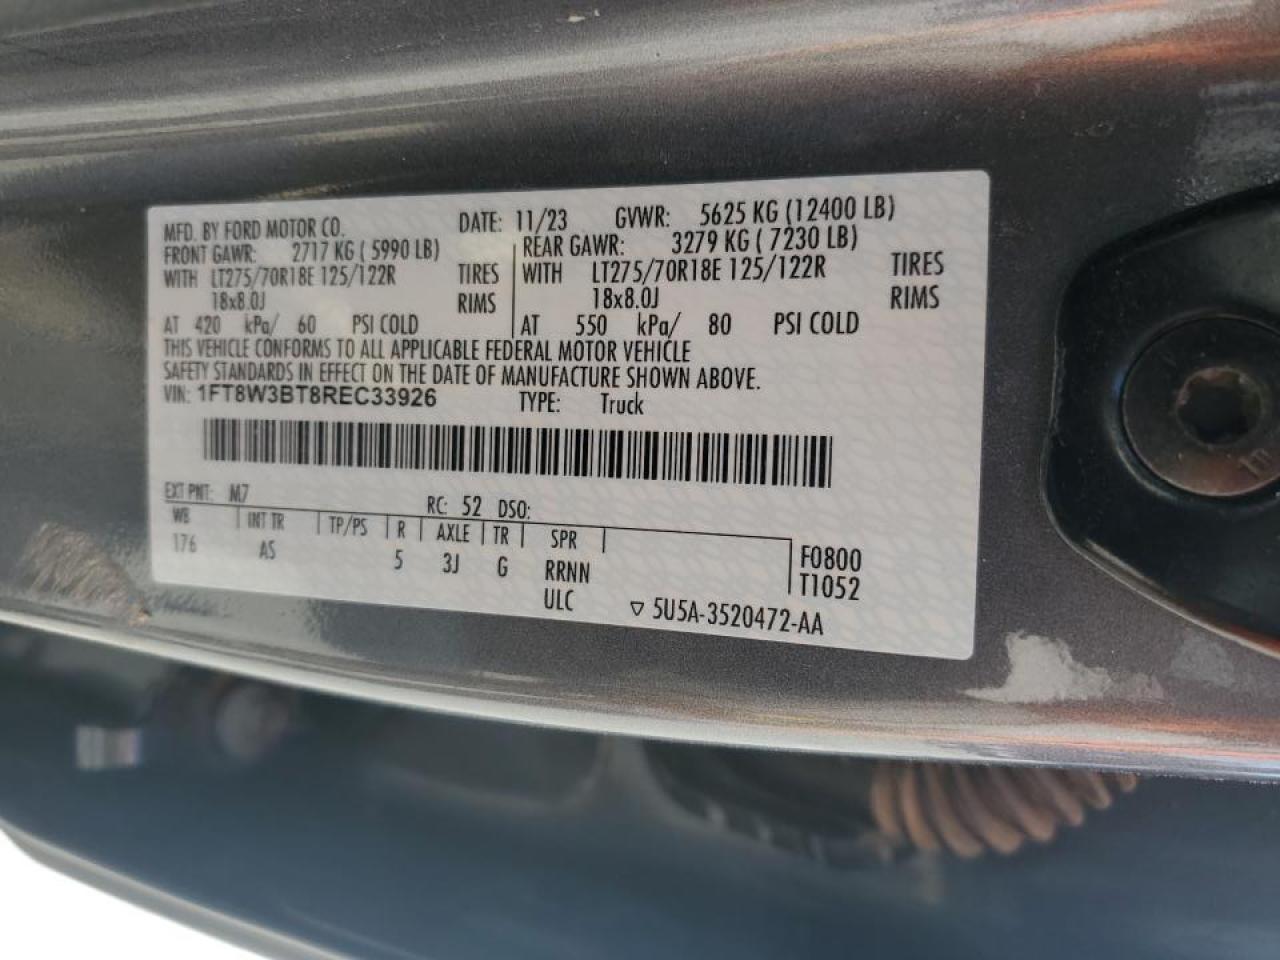 MFD. BY FORD MOTOR CO. DATE: 11/23 GVWR: 5625 KG (12400 LB)
FRONT GAWR: 2717 KG ( 5990 LB) REAR GAWR: 3279 KG ( 7230 LB)
WITH LT275/70R18E 125/122R TIRES WITH LT275/70R18E 125/122R TIRES
18x8.0J RIMS 18x8.0J RIMS
AT 420 kPa/ 60 PSI COLD AT 550 kPa/ 80 PSI COLD
THIS VEHICLE CONFORMS TO ALL APPLICABLE FEDERAL MOTOR VEHICLE
SAFETY STANDARDS IN EFFECT ON THE DATE OF MANUFACTURE SHOWN ABOVE.
VIN: 1FT8W3BT8REC33926 TYPE: Truck
EXT PNT: M7 RC: 52 DSO:
WB INT TR TP/PS R AXLE TR SPR
176 AS 5 3J G RRNN F0800
ULC T1052
▽ 5U5A-3520472-AA